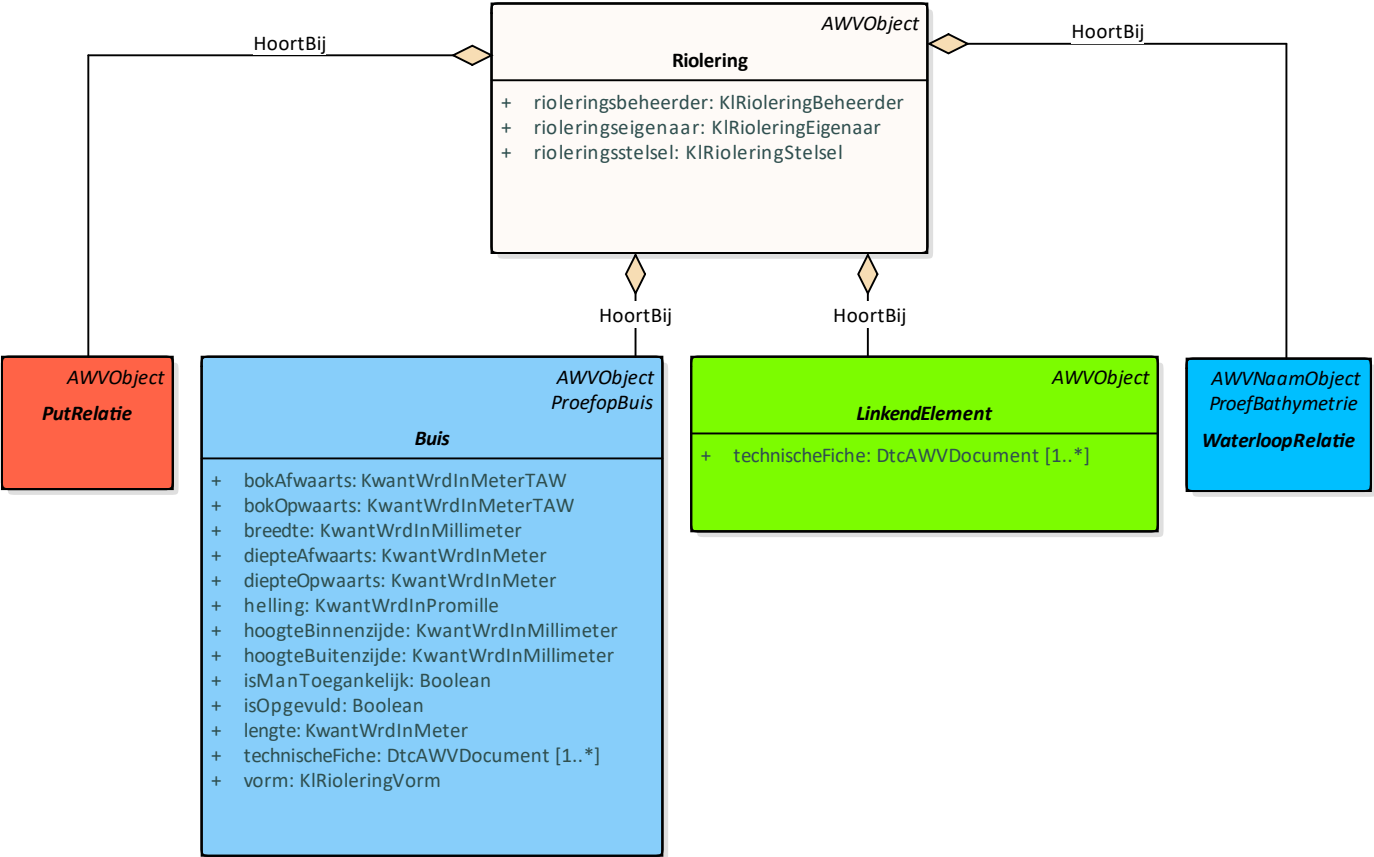 AWVObject
Riolering
+ rioleringsbeheerder: KlRioleringBeheerder
+ rioleringseigenaar: KlRioleringEigenaar
+ rioleringsstelsel: KlRioleringStelsel
HoortBij
HoortBij
HoortBij
HoortBij
AWVObject
PutRelatie
AWVObject
ProefopBuis
Buis
+ bokAfwaarts: KwantWrdInMeterTAW
+ bokOpwaarts: KwantWrdInMeterTAW
+ breedte: KwantWrdInMillimeter
+ diepteAfwaarts: KwantWrdInMeter
+ diepteOpwaarts: KwantWrdInMeter
+ helling: KwantWrdInPromille
+ hoogteBinnenzijde: KwantWrdInMillimeter
+ hoogteBuitenzijde: KwantWrdInMillimeter
+ isManToegankelijk: Boolean
+ isOpgevuld: Boolean
+ lengte: KwantWrdInMeter
+ technischeFiche: DtcAWVDocument [1..*]
+ vorm: KlRioleringVorm
AWVObject
LinkendElement
+ technischeFiche: DtcAWVDocument [1..*]
AWVNaamObject
ProefBathymetrie
WaterloopRelatie